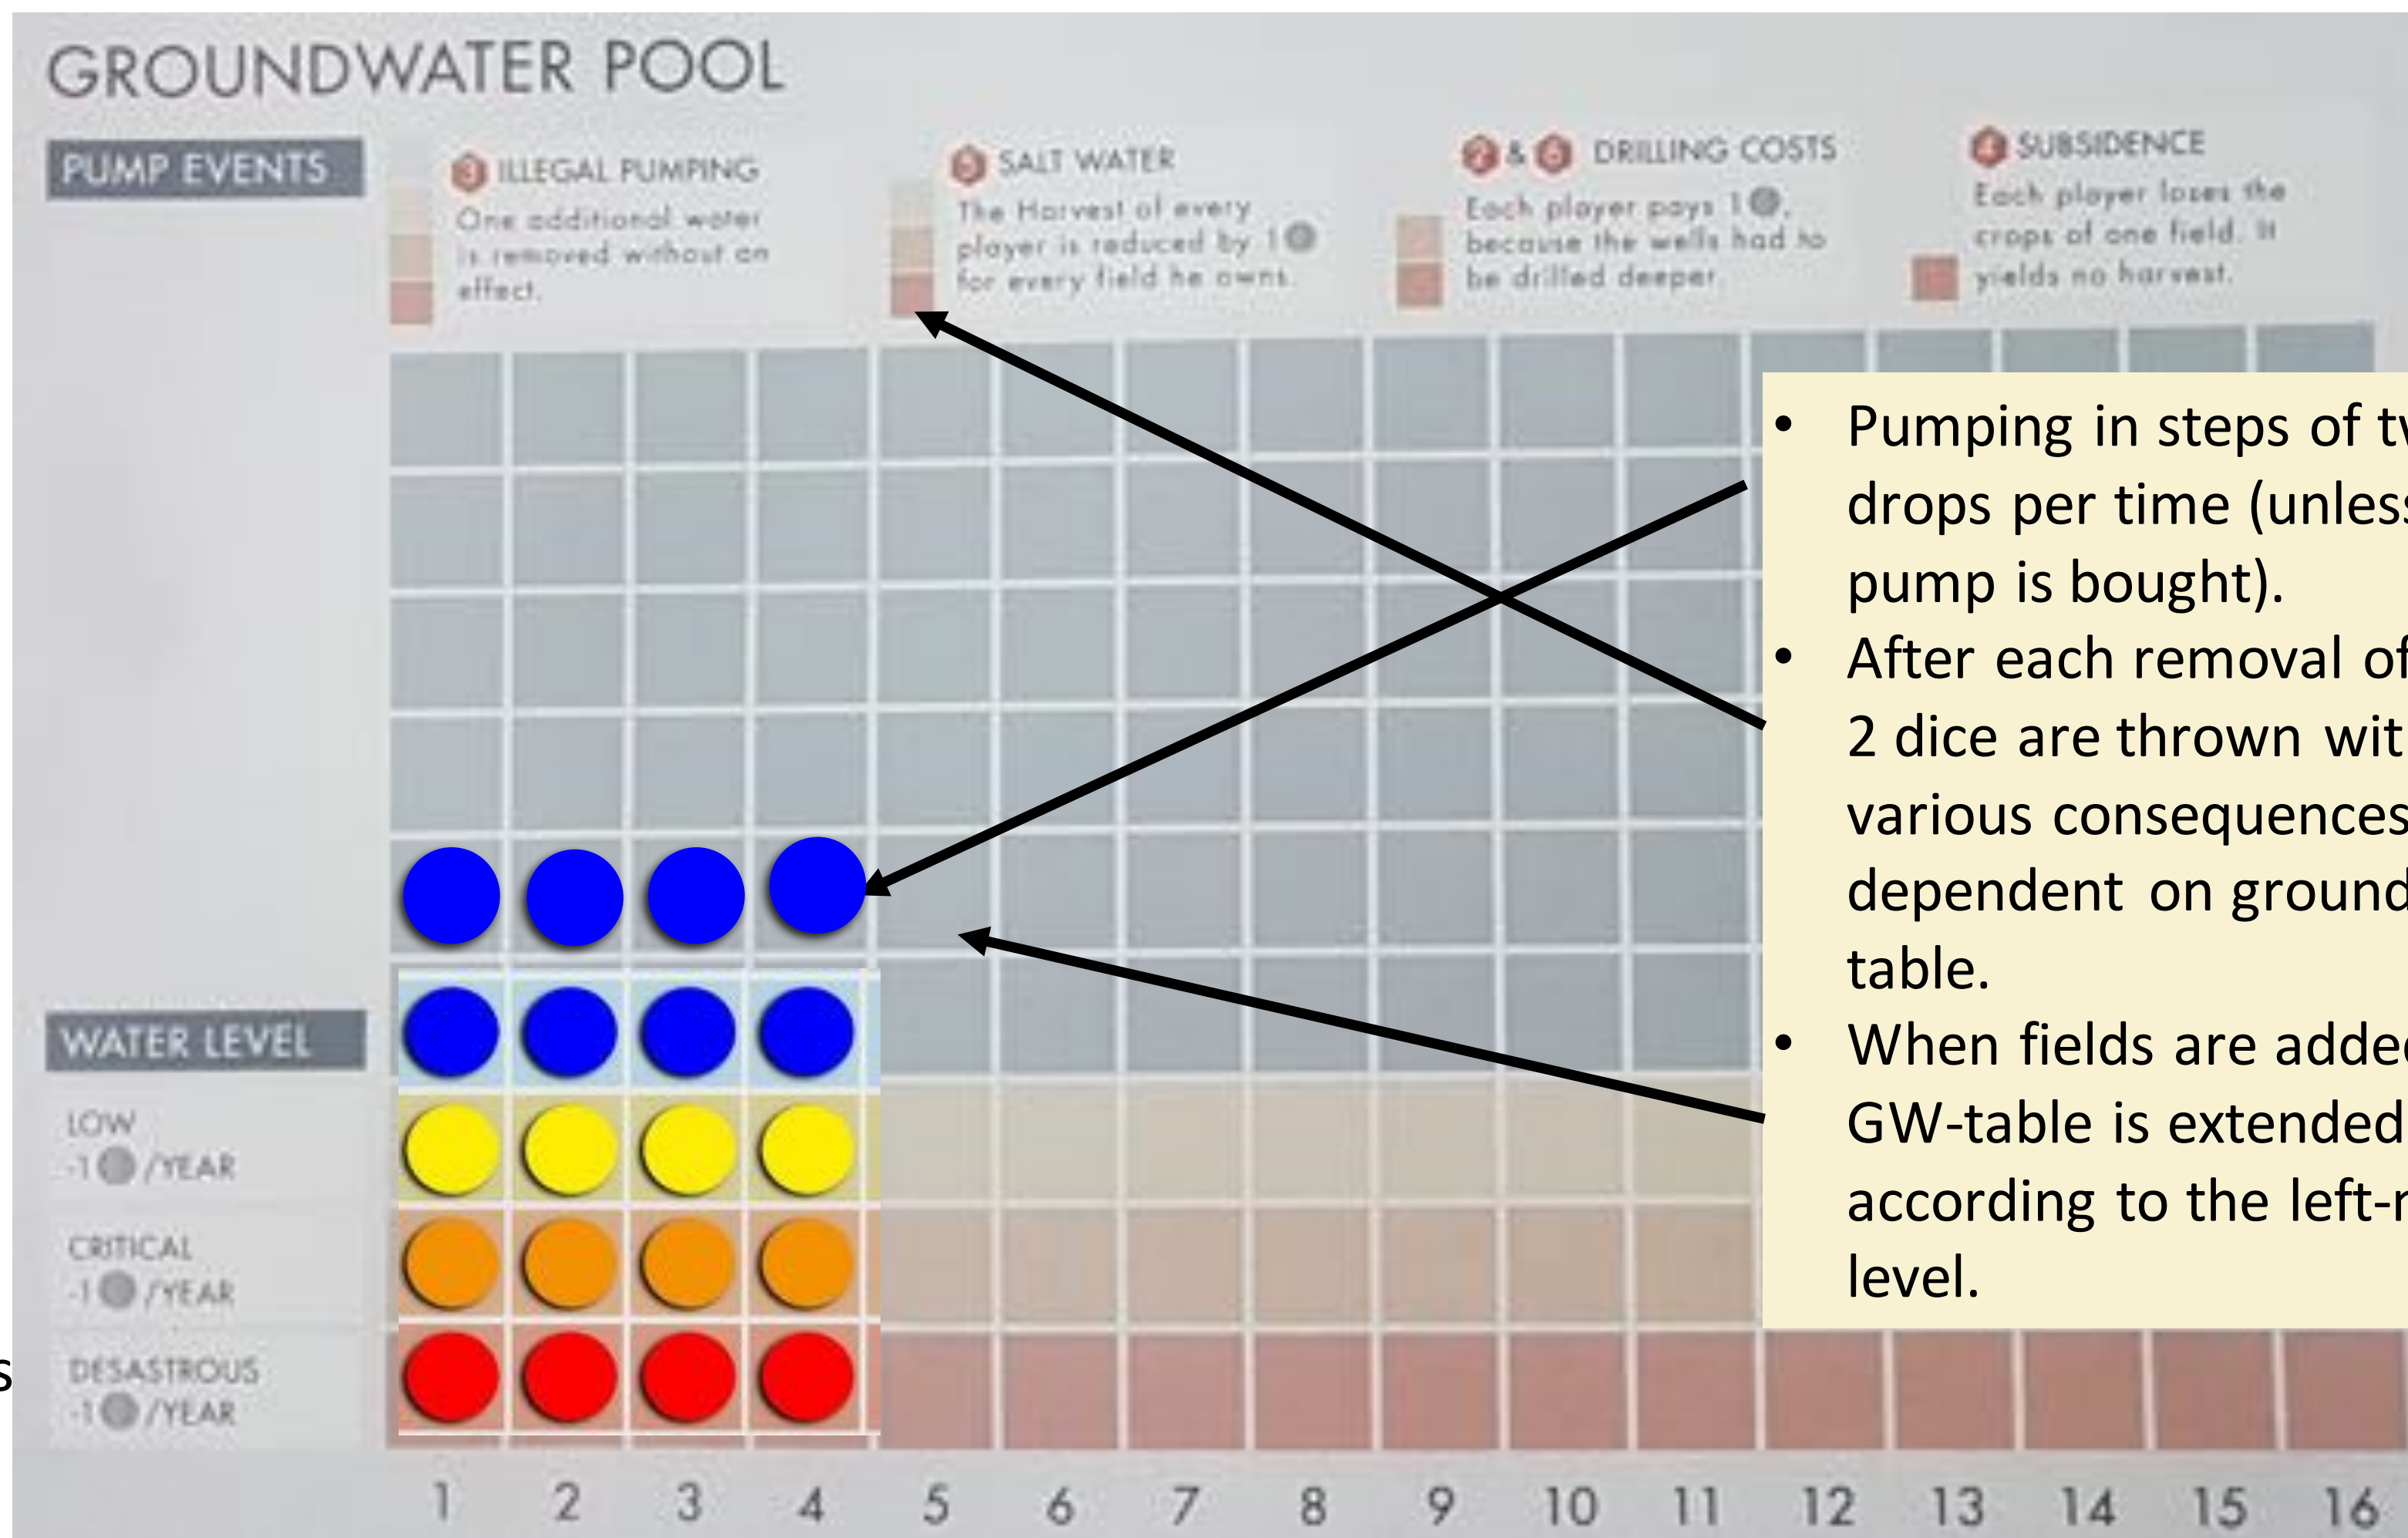 GROUNDWATER POOL
PUMP EVENTS
3 ILLEGAL PUMPING
One additional water
is removed without an
effect.
5 SALT WATER
The Harvest of every
player is reduced by 1
for every field he owns.
& DRILLING COSTS
Each player pays 1 ,
because the wells had to
be drilled deeper.
4 SUBSIDENCE
Each player loses the
crops of one field. It
yields no harvest.
• Pumping in steps of tw
drops per time (unless
pump is bought).
• After each removal of
2 dice are thrown wit
various consequences
dependent on ground
table.
• When fields are added
GW-table is extended
according to the left-r
level.
WATER LEVEL
LOW
-1 /YEAR
CRITICAL
-1 /YEAR
DESASTROUS
-1 /YEAR
s
1 2 3 4 5 6 7 8 9 10 11 12 13 14 15 16